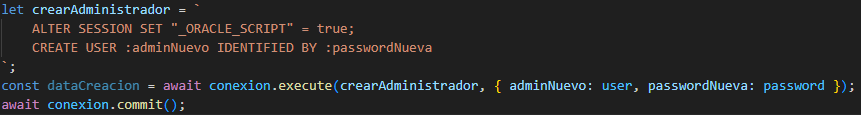 let crearAdministrador = `
    ALTER SESSION SET "_ORACLE_SCRIPT" = true;
    CREATE USER :adminNuevo IDENTIFIED BY :passwordNueva
`;
const dataCreacion = await conexion.execute(crearAdministrador, { adminNuevo: user, passwordNueva: password });
await conexion.commit();